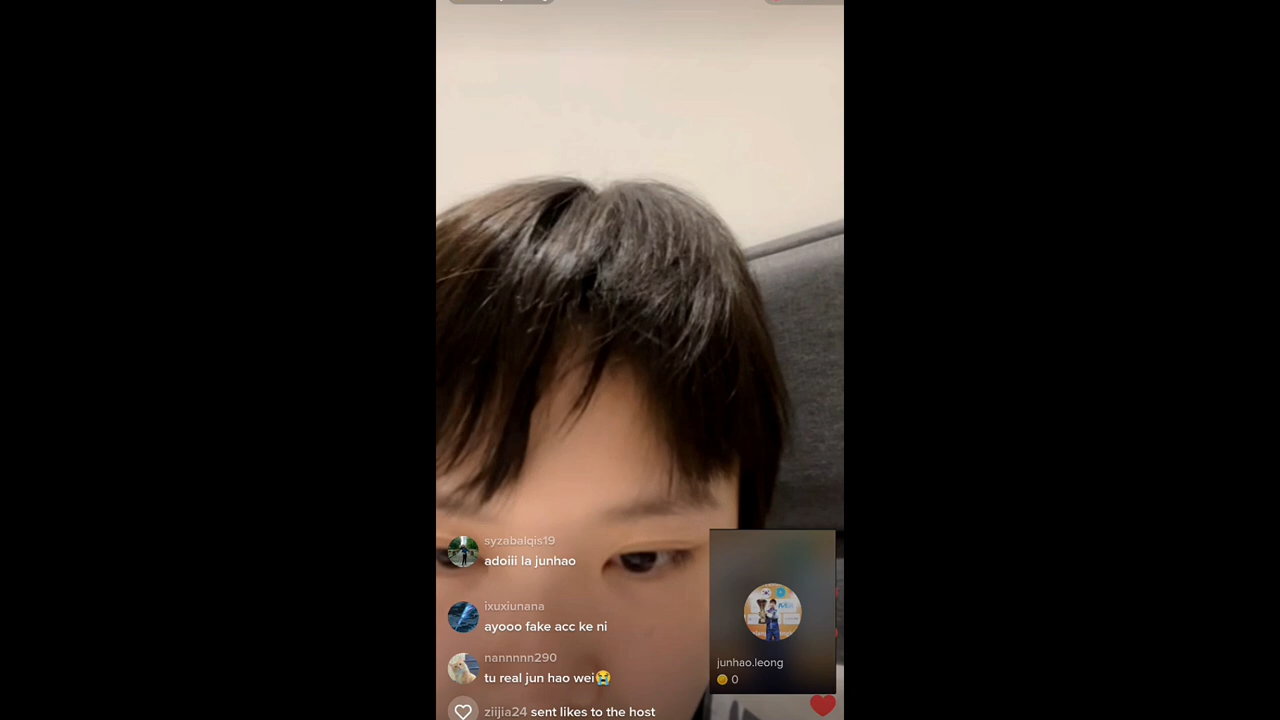 syzabalqis19
adoiii la junhao
ixuxiunana
ayooo fake acc ke ni
nannnnn290
tu real jun hao wei😭
junhao.leong
0
ziijia24 sent likes to the host